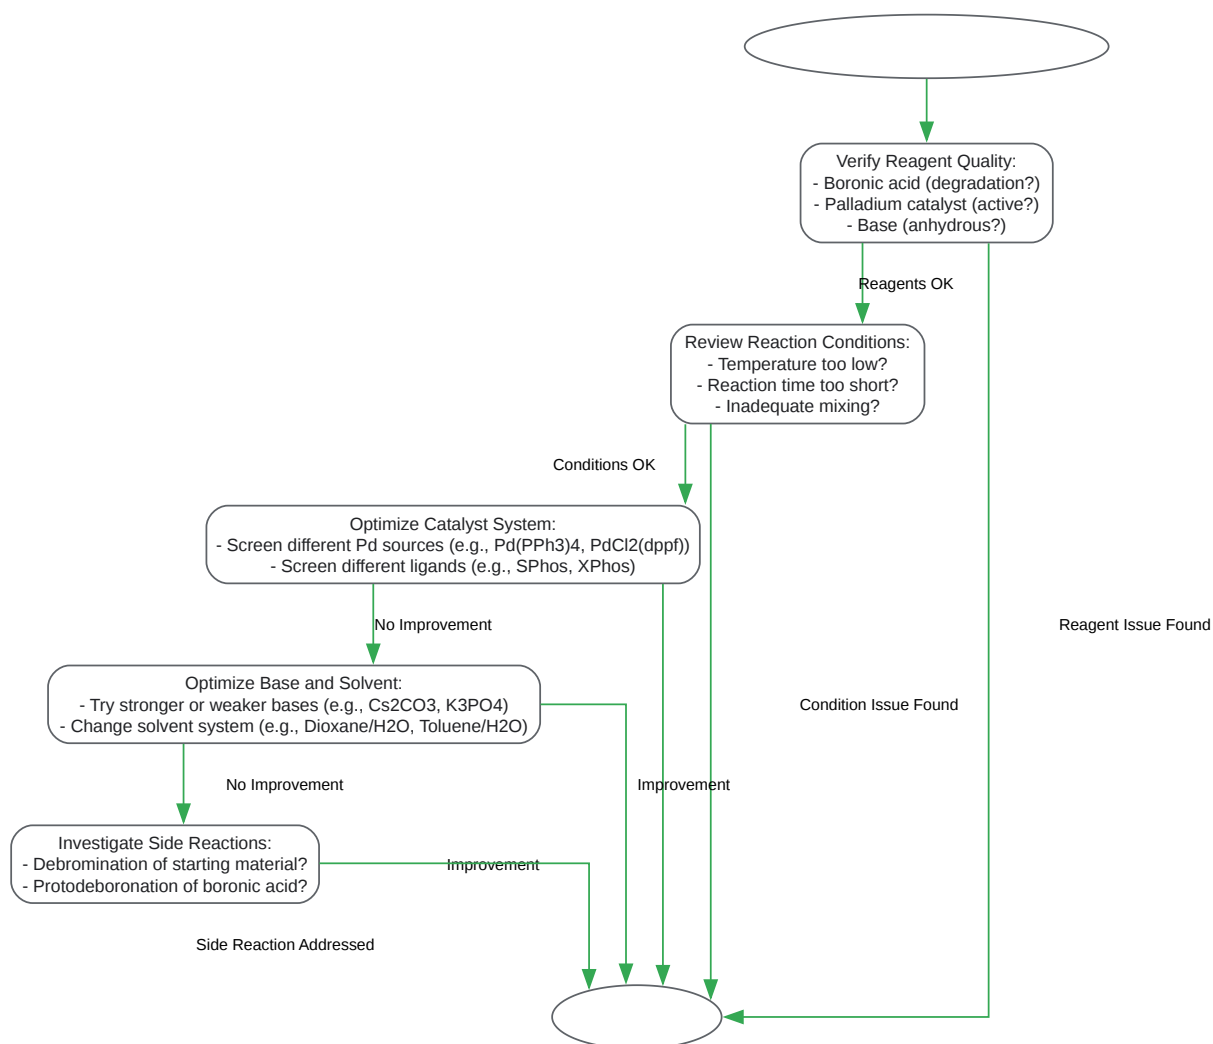 Verify Reagent Quality:
- Boronic acid (degradation?)
- Palladium catalyst (active?)
- Base (anhydrous?)
Reagents OK
Review Reaction Conditions:
- Temperature too low?
- Reaction time too short?
- Inadequate mixing?
Conditions OK
Optimize Catalyst System:
- Screen different Pd sources (e.g., Pd(PPh3)4, PdCl2(dppf))
- Screen different ligands (e.g., SPhos, XPhos)
No Improvement
Reagent Issue Found
Optimize Base and Solvent:
- Try stronger or weaker bases (e.g., Cs2CO3, K3PO4)
- Change solvent system (e.g., Dioxane/H2O, Toluene/H2O)
Condition Issue Found
No Improvement
Improvement
Investigate Side Reactions:
- Debromination of starting material?
- Protodeboronation of boronic acid?
Improvement
Side Reaction Addressed